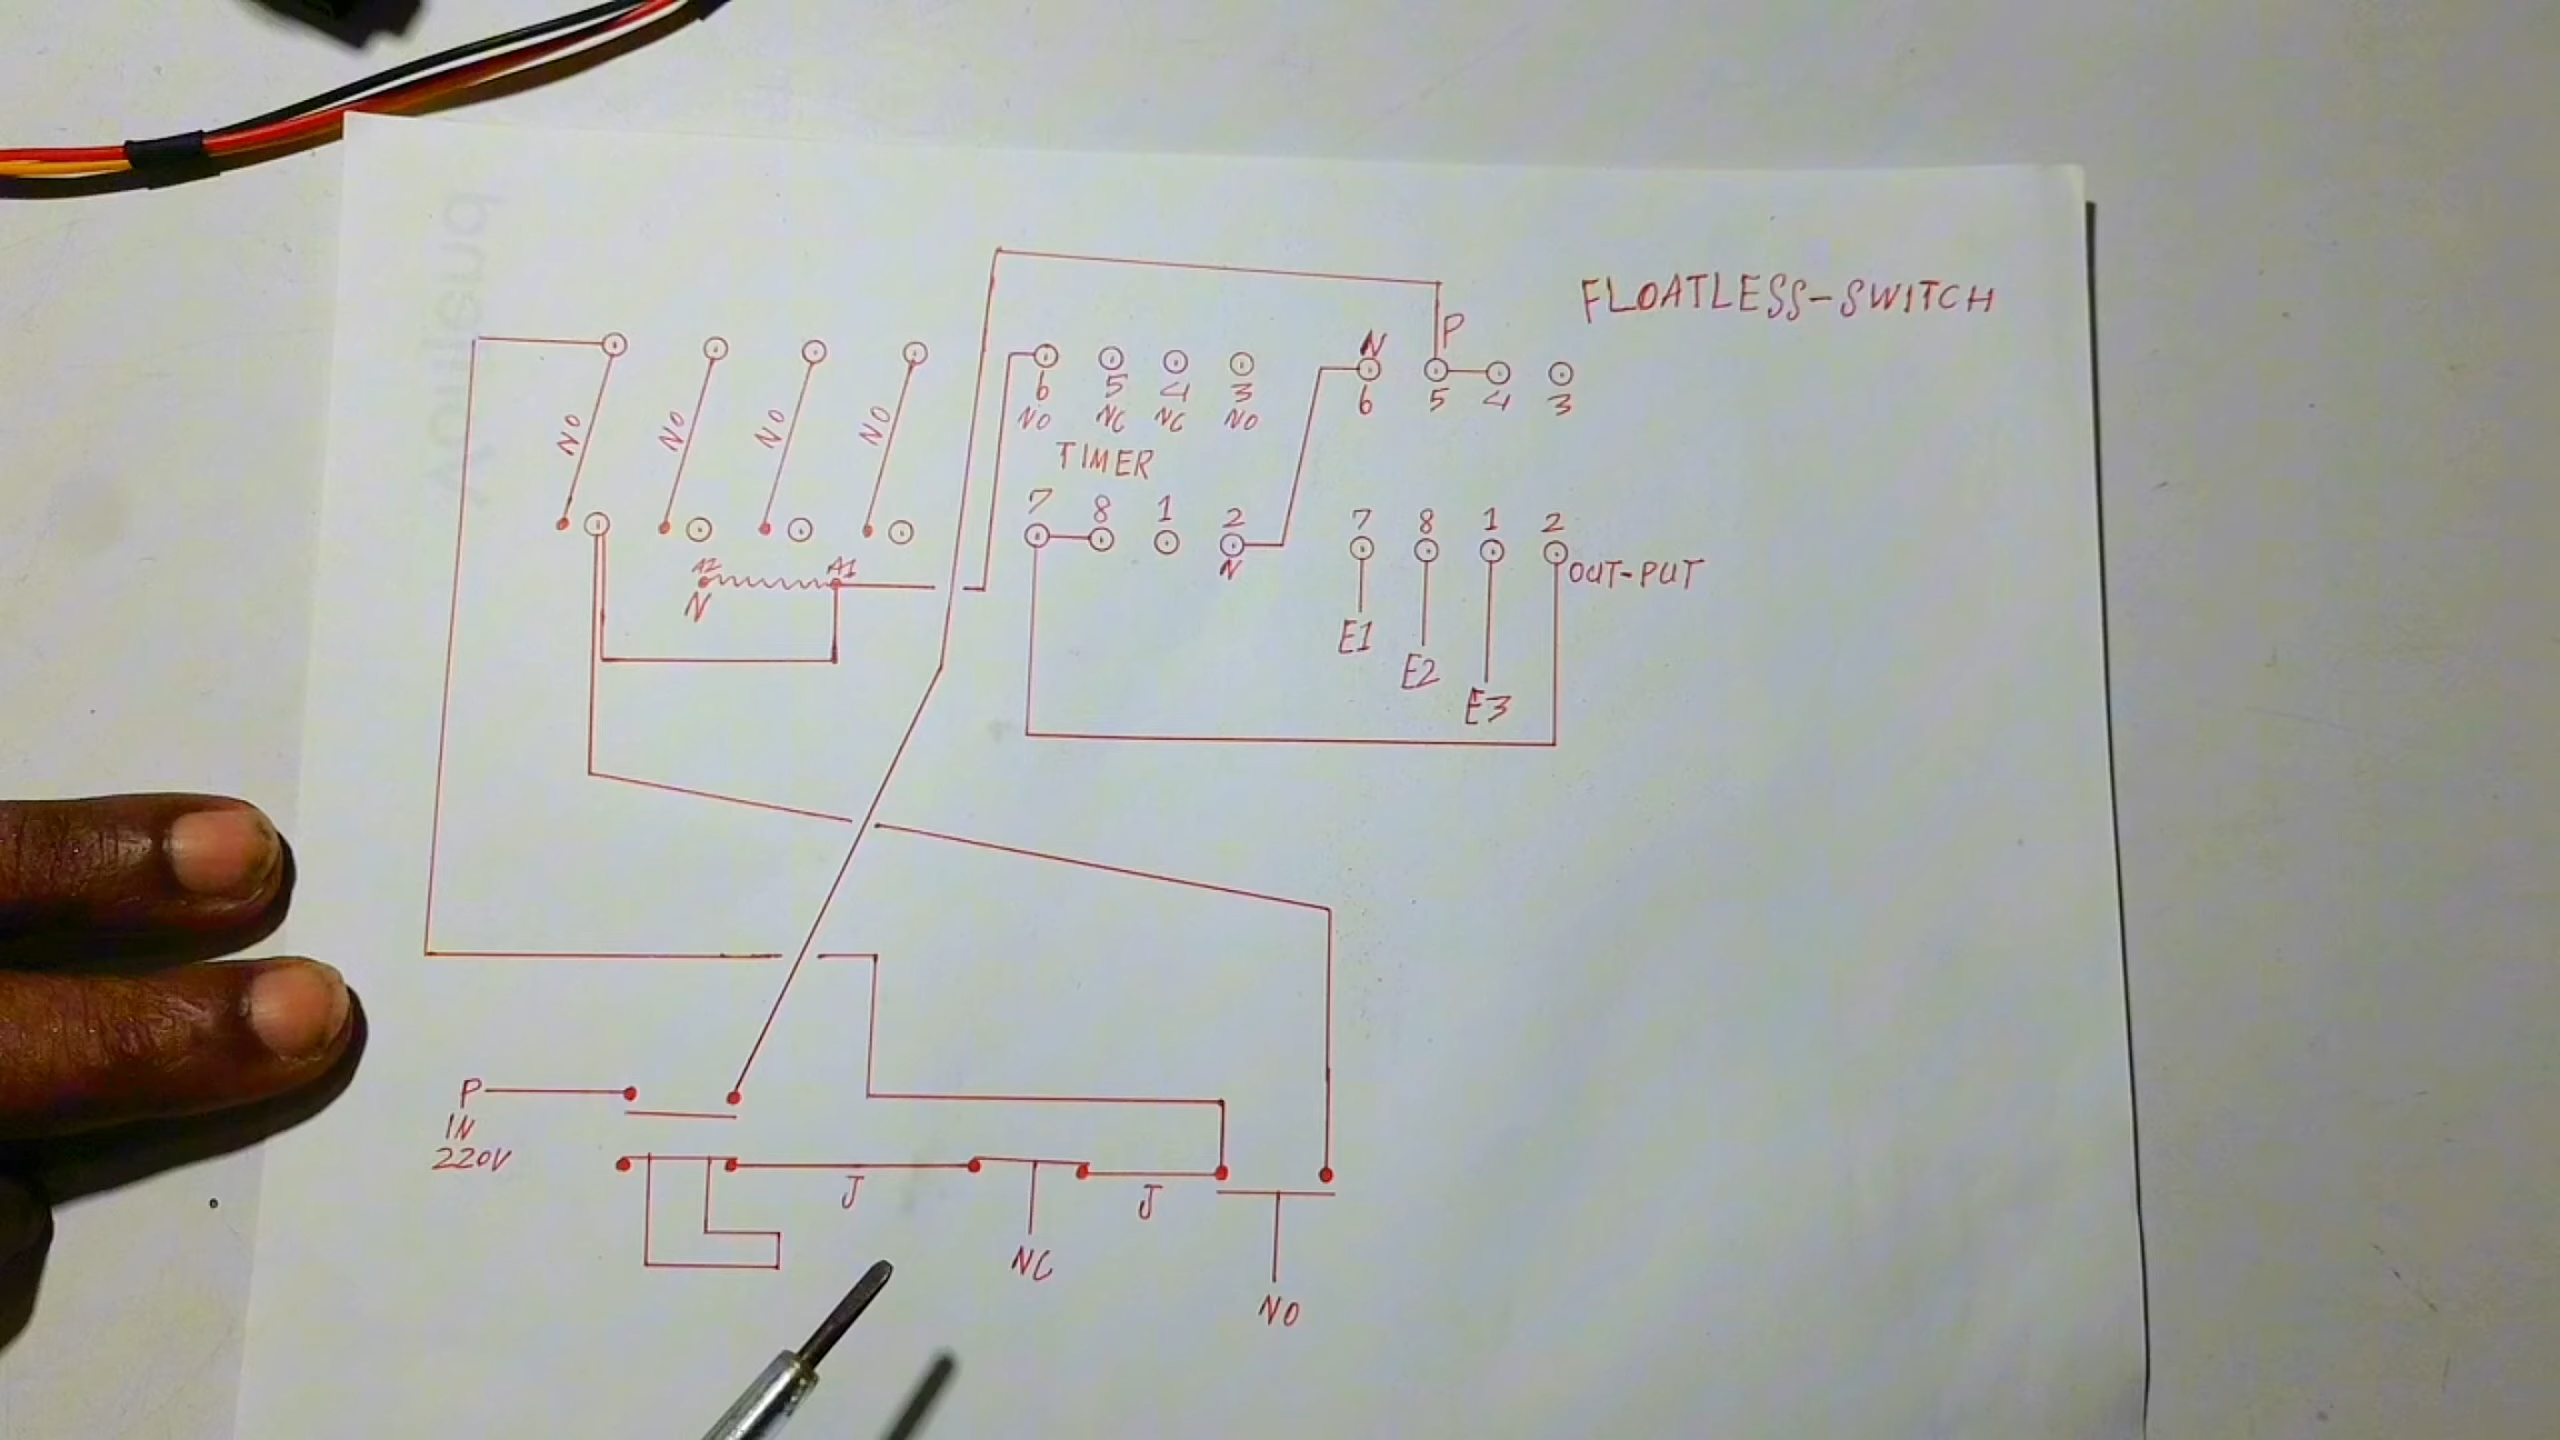 FLOATLESS-SWITCH
NO NO NO NO
6 5 4 3
NO NC NC NO
TIMER
7 8 1 2
N
N P
6 5 4 3
7 8 1 2
OUT-PUT
E1
E2
E3
A2 A1
N
P
IN
220V
J
NC
J
NO